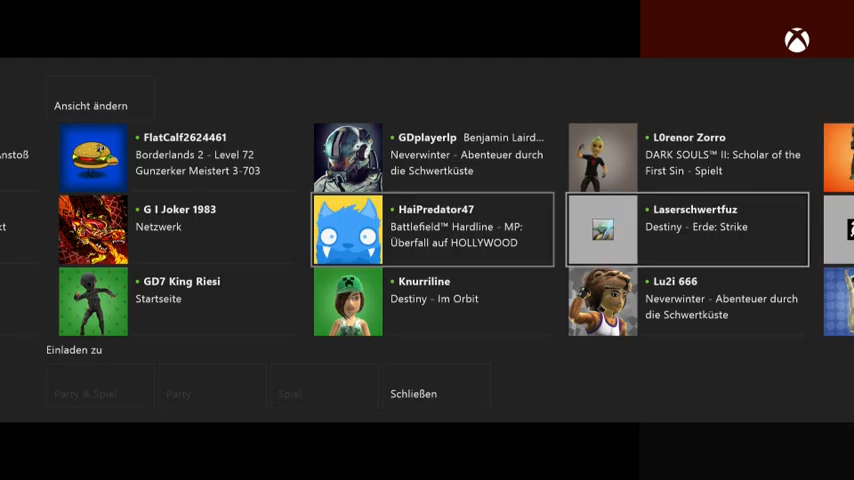 Ansicht ändern
nstoß
kt
FlatCalf2624461
Borderlands 2 - Level 72
Gunzerker Meistert 3-703
G I Joker 1983
Netzwerk
GD7 King Riesi
Startseite
GDplayerlp Benjamin Laird...
Neverwinter - Abenteuer durch
die Schwertküste
HaiPredator47
Battlefield™ Hardline - MP:
Überfall auf HOLLYWOOD
Knurriline
Destiny - Im Orbit
L0renor Zorro
DARK SOULS™ II: Scholar of the
First Sin - Spielt
Laserschwertfuz
Destiny - Erde: Strike
Lu2i 666
Neverwinter - Abenteuer durch
die Schwertküste
Einladen zu
Party & Spiel
Party
Spiel
Schließen